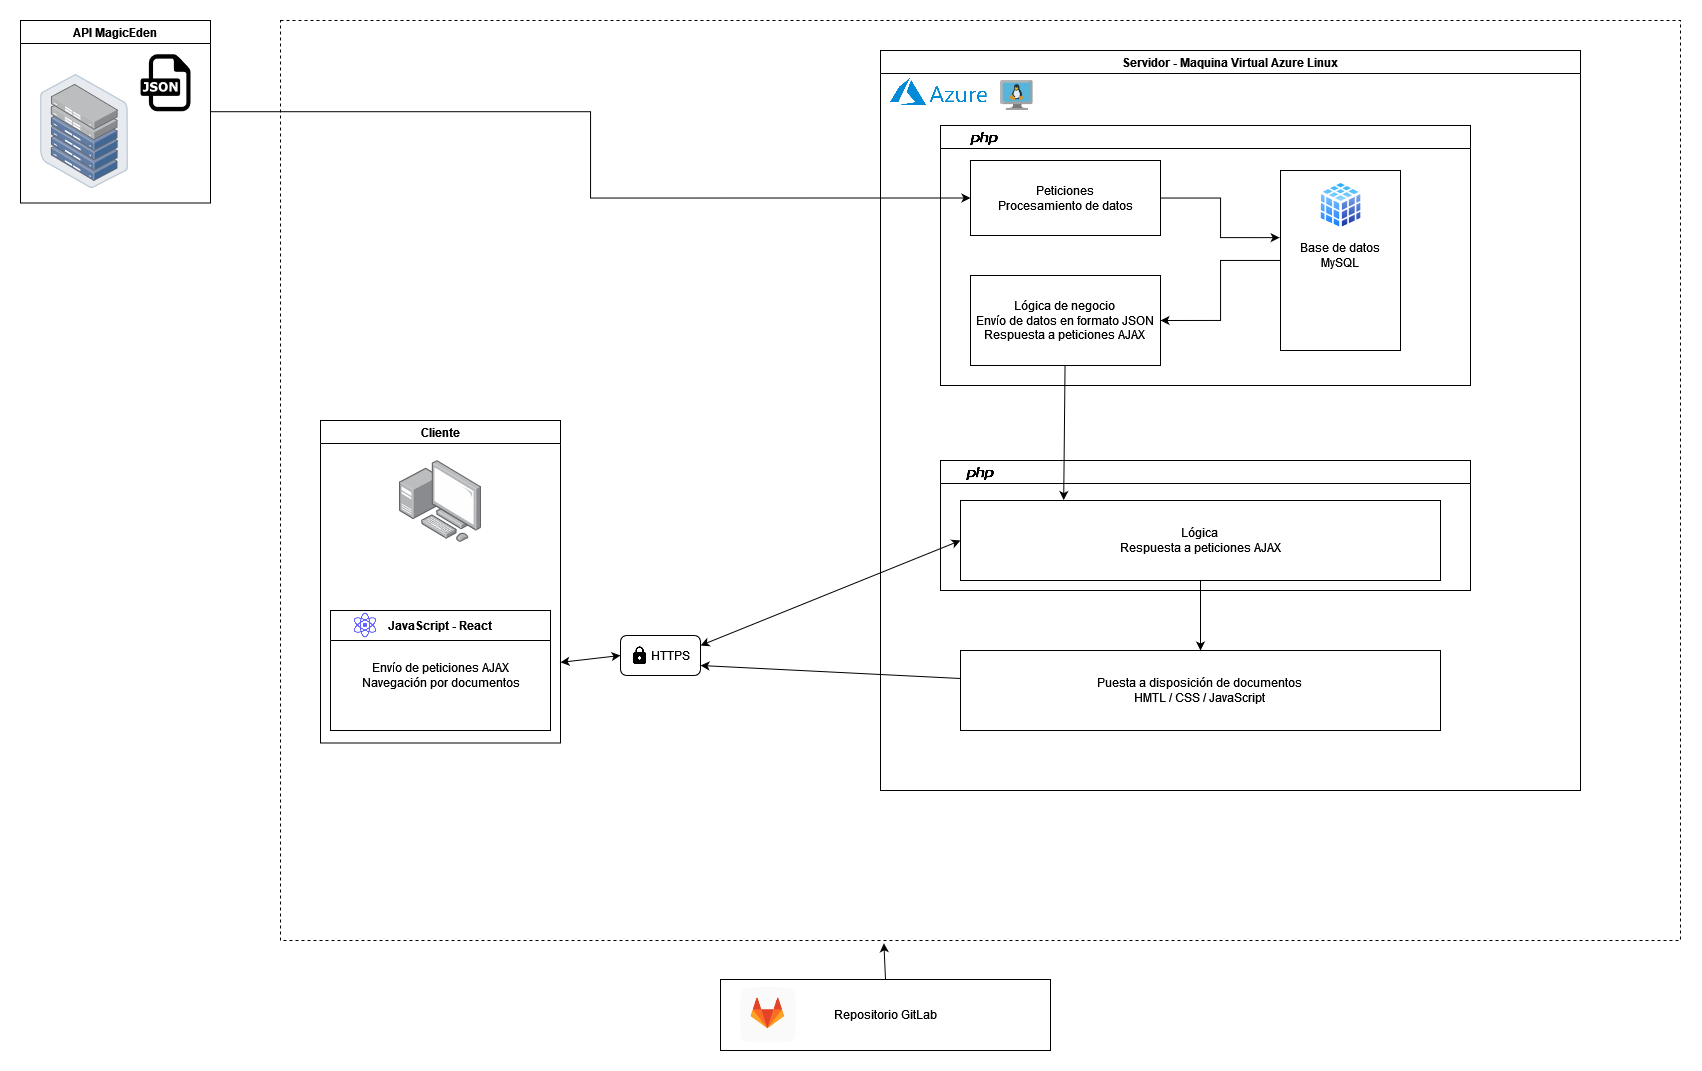 API MagicEden
JSON
Servidor - Maquina Virtual Azure Linux
Azure
php
Peticiones
Procesamiento de datos
Base de datos
MySQL
Lógica de negocio
Envío de datos en formato JSON
Respuesta a peticiones AJAX
Cliente
php
Lógica
Respuesta a peticiones AJAX
JavaScript - React
Envío de peticiones AJAX
Navegación por documentos
HTTPS
Puesta a disposición de documentos
HMTL / CSS / JavaScript
Repositorio GitLab